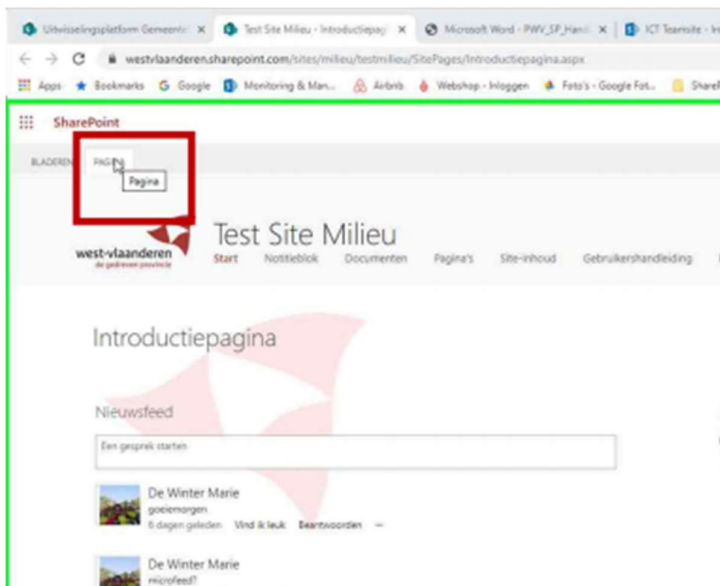 Uitwisselingsplatform Gemeente Test Site Milieu - Introductiepag Microsoft Word - PWV_SP_Hand ICT Teamsite - In
westvlaanderen.sharepoint.com/sites/milieu/testmilieu/SitePages/Introductiepagina.aspx
Apps Bookmarks Google Monitoring & Man... Airbnb Webshop - Inloggen Foto's - Google Fot... ShareP
SharePoint
BLADEREN PAGINA
Pagina
Test Site Milieu
west-vlaanderen
de gedreven provincie
Start Notitieblok Documenten Pagina's Site-inhoud Gebruikershandleiding
Introductiepagina
Nieuwsfeed
Een gesprek starten
De Winter Marie
goeiemorgen
6 dagen geleden Vind ik leuk Beantwoorden
De Winter Marie
microfeed?